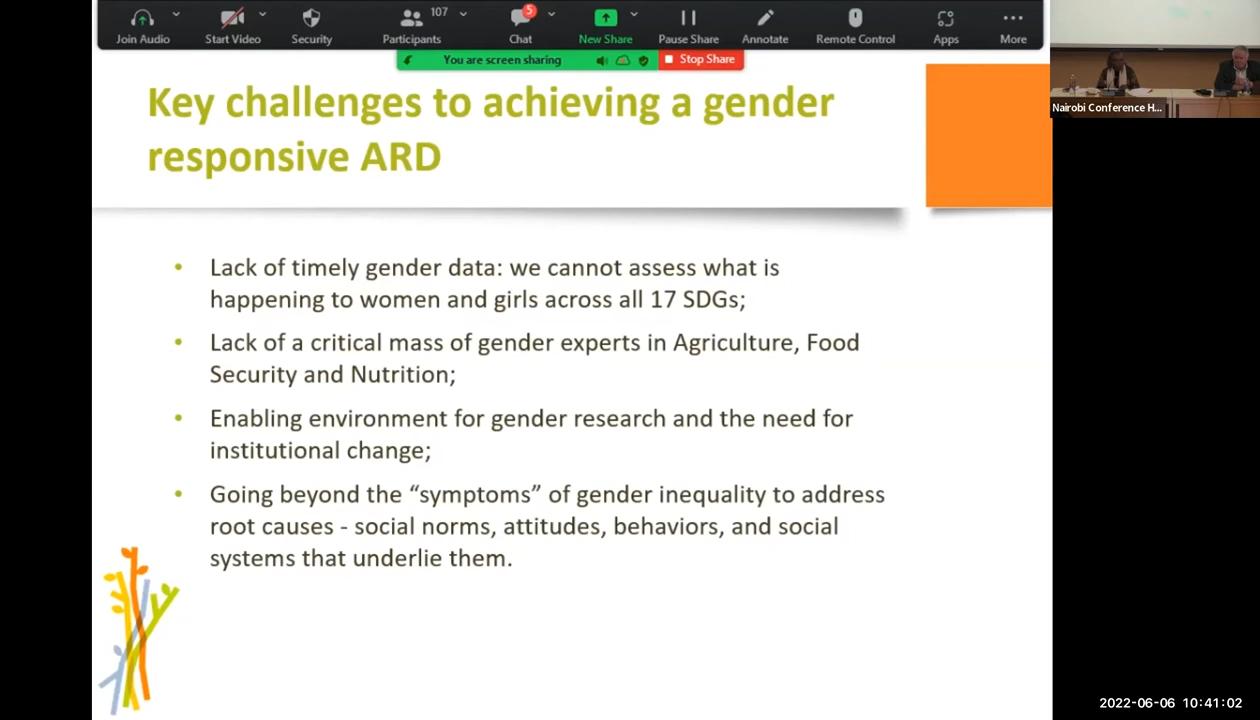 107
5
Join Audio
Start Video
Security
Participants
Chat
New Share
Pause Share
Annotate
Remote Control
Apps
More
You are screen sharing
Stop Share
Nairobi Conference H...
Key challenges to achieving a gender
responsive ARD
• Lack of timely gender data: we cannot assess what is
happening to women and girls across all 17 SDGs;
• Lack of a critical mass of gender experts in Agriculture, Food
Security and Nutrition;
• Enabling environment for gender research and the need for
institutional change;
• Going beyond the “symptoms” of gender inequality to address
root causes - social norms, attitudes, behaviors, and social
systems that underlie them.
2022-06-06 10:41:02